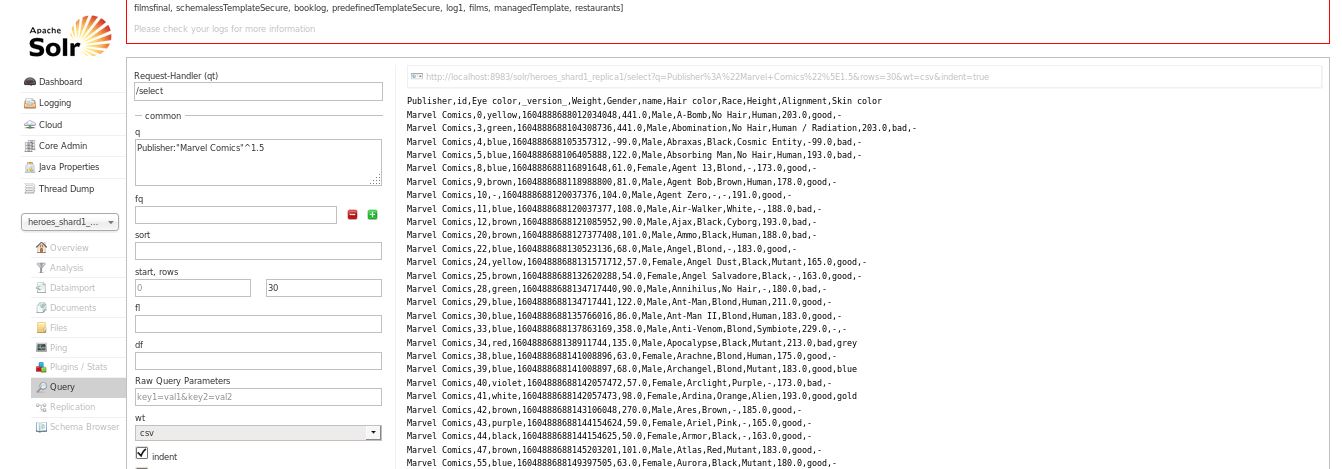 filmsfinal, schemalessTemplateSecure, booklog, predefinedTemplateSecure, log1, films, managedTemplate, restaurants]
Please check your logs for more information
Apache
Solr
Dashboard
Logging
Cloud
Core Admin
Java Properties
Thread Dump
heroes_shard1_...
Overview
Analysis
Dataimport
Documents
Files
Ping
Plugins / Stats
Query
Replication
Schema Browser
Request-Handler (qt)
/select
common
q
Publisher:"Marvel Comics"^1.5
fq
sort
start, rows
0
30
fl
df
Raw Query Parameters
key1=val1&key2=val2
wt
csv
indent
http://localhost:8983/solr/heroes_shard1_replica1/select?q=Publisher%3A%22Marvel+Comics%22%5E1.5&rows=30&wt=csv&indent=true
Publisher,id,Eye color,_version_,Weight,Gender,name,Hair color,Race,Height,Alignment,Skin color
Marvel Comics,0,yellow,1604888688012034048,441.0,Male,A-Bomb,No Hair,Human,203.0,good,-
Marvel Comics,3,green,1604888688104308736,441.0,Male,Abomination,No Hair,Human / Radiation,203.0,bad,-
Marvel Comics,4,blue,1604888688105357312,-99.0,Male,Abraxas,Black,Cosmic Entity,-99.0,bad,-
Marvel Comics,5,blue,1604888688106405888,122.0,Male,Absorbing Man,No Hair,Human,193.0,bad,-
Marvel Comics,8,blue,1604888688116891648,61.0,Female,Agent 13,Blond,-,173.0,good,-
Marvel Comics,9,brown,1604888688118988800,81.0,Male,Agent Bob,Brown,Human,178.0,good,-
Marvel Comics,10,-,1604888688120037376,104.0,Male,Agent Zero,-,-,191.0,good,-
Marvel Comics,11,blue,1604888688120037377,108.0,Male,Air-Walker,White,-,188.0,bad,-
Marvel Comics,12,brown,1604888688121085952,90.0,Male,Ajax,Black,Cyborg,193.0,bad,-
Marvel Comics,20,brown,1604888688127377408,101.0,Male,Ammo,Black,Human,188.0,bad,-
Marvel Comics,22,blue,1604888688130523136,68.0,Male,Angel,Blond,-,183.0,good,-
Marvel Comics,24,yellow,1604888688131571712,57.0,Female,Angel Dust,Black,Mutant,165.0,good,-
Marvel Comics,25,brown,1604888688132620288,54.0,Female,Angel Salvadore,Black,-,163.0,good,-
Marvel Comics,28,green,1604888688134717440,90.0,Male,Annihilus,No Hair,-,180.0,bad,-
Marvel Comics,29,blue,1604888688134717441,122.0,Male,Ant-Man,Blond,Human,211.0,good,-
Marvel Comics,30,blue,1604888688135766016,86.0,Male,Ant-Man II,Blond,Human,183.0,good,-
Marvel Comics,33,blue,1604888688137863169,358.0,Male,Anti-Venom,Blond,Symbiote,229.0,-,-
Marvel Comics,34,red,1604888688138911744,135.0,Male,Apocalypse,Black,Mutant,213.0,bad,grey
Marvel Comics,38,blue,1604888688141008896,63.0,Female,Arachne,Blond,Human,175.0,good,-
Marvel Comics,39,blue,1604888688141008897,68.0,Male,Archangel,Blond,Mutant,183.0,good,blue
Marvel Comics,40,violet,1604888688142057472,57.0,Female,Arclight,Purple,-,173.0,bad,-
Marvel Comics,41,white,1604888688142057473,98.0,Female,Ardina,Orange,Alien,193.0,good,gold
Marvel Comics,42,brown,1604888688143106048,270.0,Male,Ares,Brown,-,185.0,good,-
Marvel Comics,43,purple,1604888688144154624,59.0,Female,Ariel,Pink,-,165.0,good,-
Marvel Comics,44,black,1604888688144154625,50.0,Female,Armor,Black,-,163.0,good,-
Marvel Comics,47,brown,1604888688145203201,101.0,Male,Atlas,Red,Mutant,183.0,good,-
Marvel Comics,55,blue,1604888688149397505,63.0,Female,Aurora,Black,Mutant,180.0,good,-